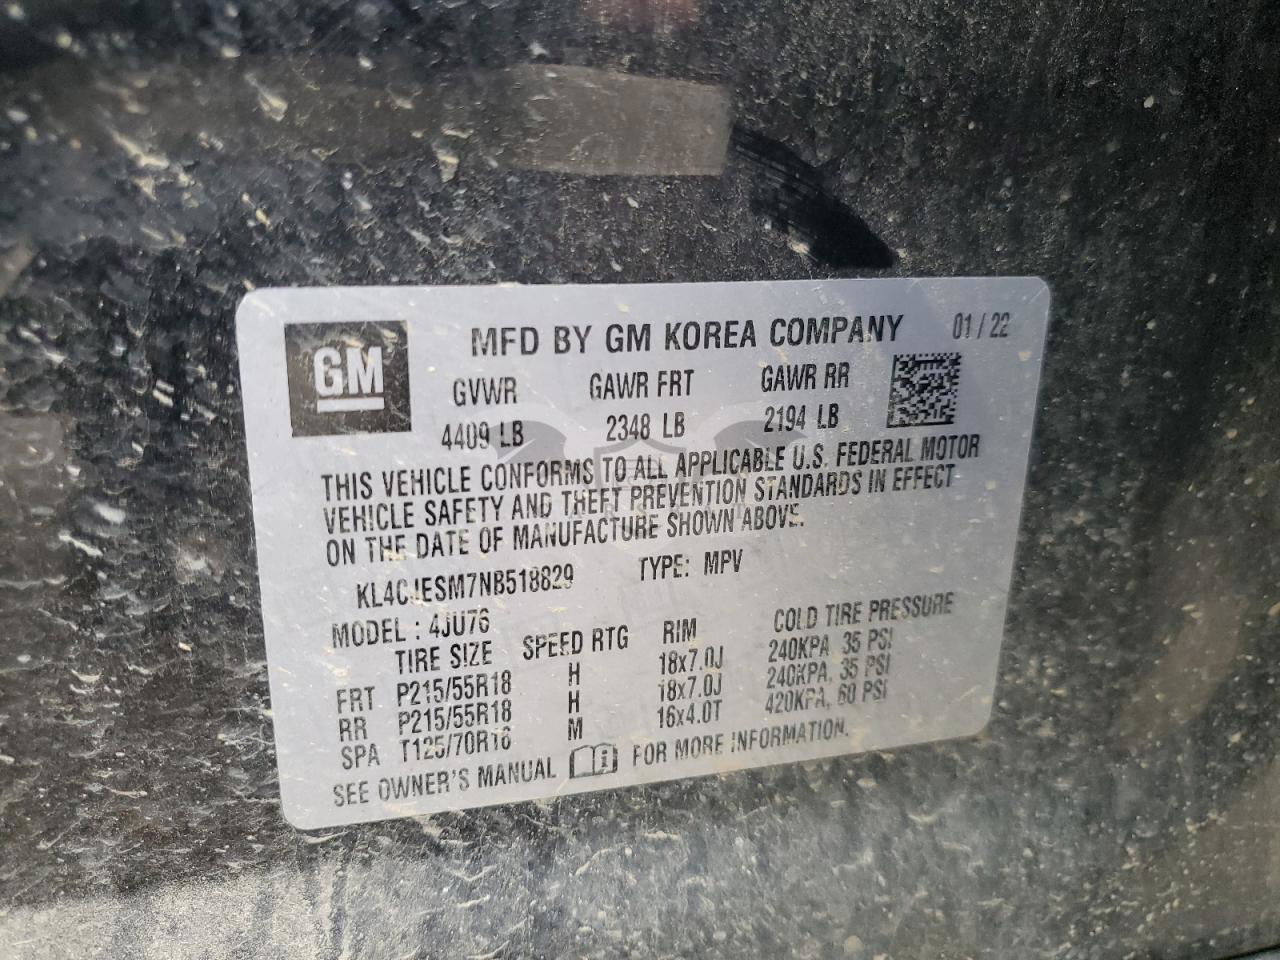 GM
MFD BY GM KOREA COMPANY 01 / 22
GVWR GAWR FRT GAWR RR
4409 LB 2348 LB 2194 LB
THIS VEHICLE CONFORMS TO ALL APPLICABLE U.S. FEDERAL MOTOR
VEHICLE SAFETY AND THEFT PREVENTION STANDARDS IN EFFECT
ON THE DATE OF MANUFACTURE SHOWN ABOVE.
KL4CJESM7NB518829 TYPE: MPV
MODEL : 4JU76
TIRE SIZE SPEED RTG RIM COLD TIRE PRESSURE
FRT P215/55R18 H 18x7.0J 240KPA, 35 PSI
RR P215/55R18 H 18x7.0J 240KPA, 35 PSI
SPA T125/70R16 M 16x4.0T 420KPA, 60 PSI
SEE OWNER'S MANUAL FOR MORE INFORMATION.